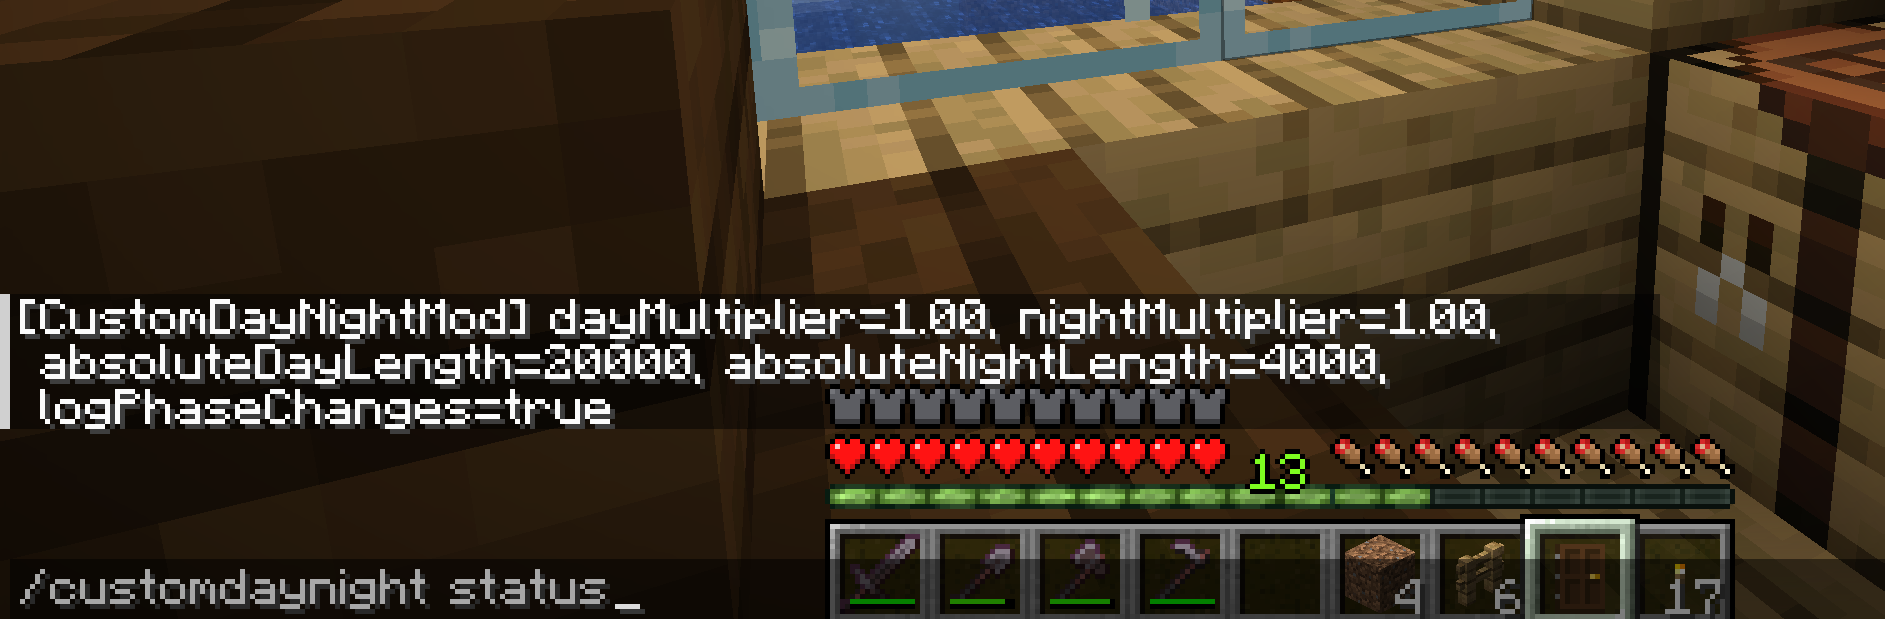 [CustomDayNightMod] dayMultiplier=1.00, nightMultiplier=1.00,
absoluteDayLength=20000, absoluteNightLength=4000,
logPhaseChanges=true
13
/customdaynight status_
4
6
17